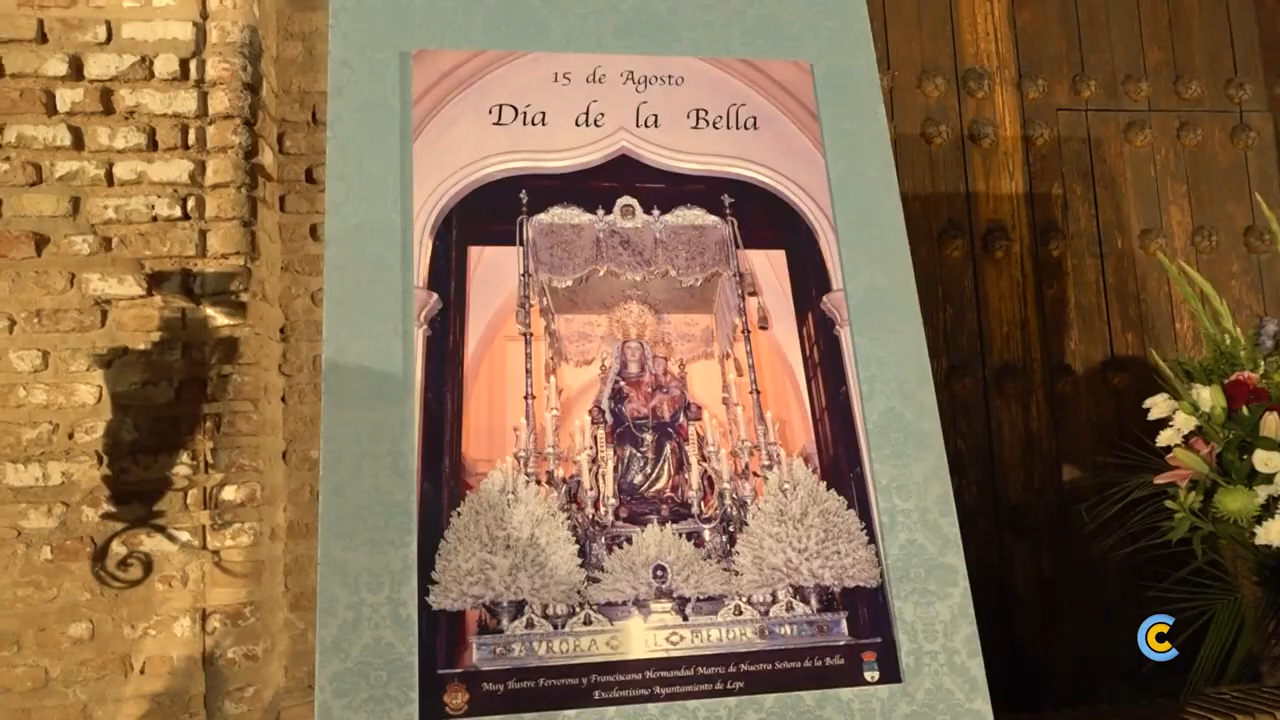 15 de Agosto
Día de la Bella
AVRORA EL MEJOR
Muy Ilustre Fervorosa y Franciscana Hermandad Matriz de Nuestra Señora de la Bella
Excelentísimo Ayuntamiento de Lepe